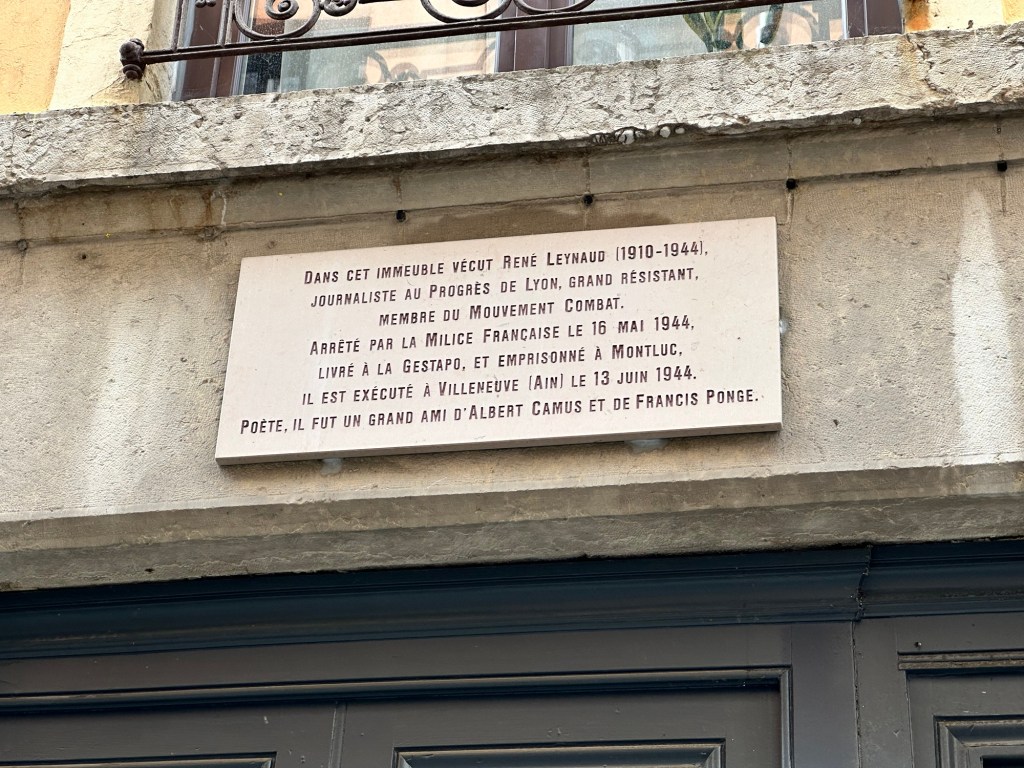 Dans cet immeuble vécut René Leynaud (1910-1944),
journaliste au Progrès de Lyon, grand résistant,
membre du Mouvement Combat.
Arrêté par la Milice Française le 16 mai 1944,
livré à la Gestapo, et emprisonné à Montluc,
il est exécuté à Villeneuve (Ain) le 13 juin 1944.
Poète, il fut un grand ami d'Albert Camus et de Francis Ponge.